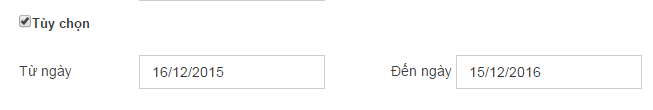 Tùy chọn
Từ ngày 16/12/2015 Đến ngày 15/12/2016